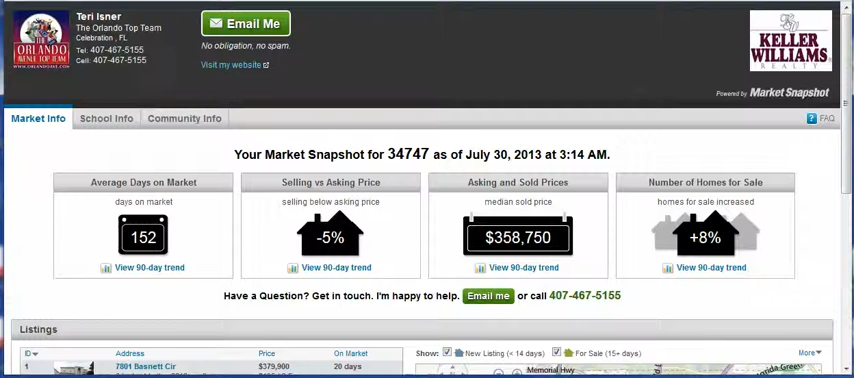 Teri Isner
The Orlando Top Team
Celebration , FL
Tel: 407-467-5155
Cell: 407-467-5155
Email Me
No obligation, no spam.
Visit my website
THE
ORLANDO
AVENUE TOP TEAM
KW
KELLER
WILLIAMS
REALTY
Powered by Market Snapshot
Market Info
School Info
Community Info
? FAQ
Your Market Snapshot for 34747 as of July 30, 2013 at 3:14 AM.
Average Days on Market
days on market
152
View 90-day trend
Selling vs Asking Price
selling below asking price
-5%
View 90-day trend
Asking and Sold Prices
median sold price
$358,750
View 90-day trend
Number of Homes for Sale
homes for sale increased
+8%
View 90-day trend
Have a Question? Get in touch. I'm happy to help. Email me or call 407-467-5155
Listings
ID Address Price On Market
1 7801 Basnett Cir $379,900 20 days
Show: New Listing (< 14 days) For Sale (15+ days) More
Memorial Hwy